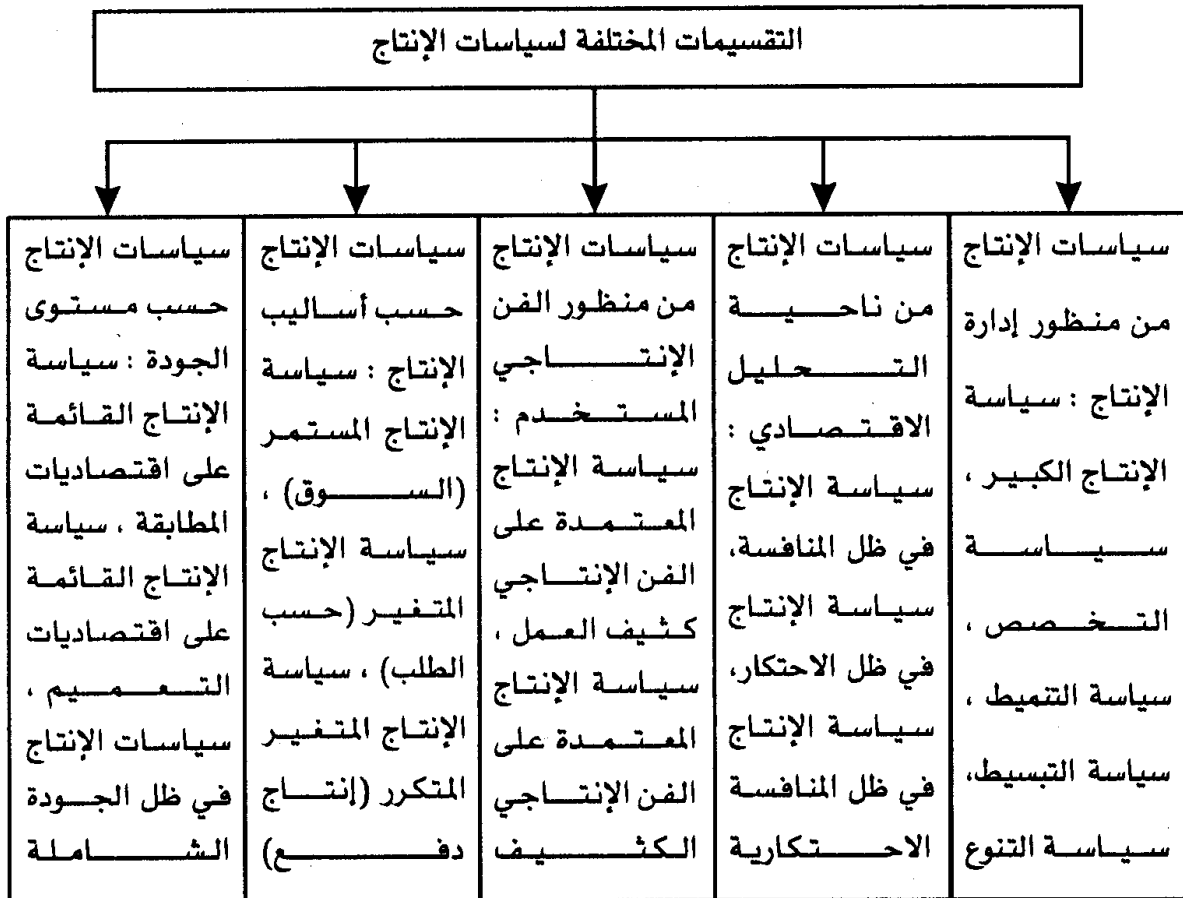 التقسيمات المختلفة لسياسات الإنتاج
سياسات الإنتاج
من منظور إدارة
الإنتاج : سياسة
الإنتاج الكبير ،
سياسة
التخصص ،
سياسة التنميط ،
سياسة التبسيط،
سياسة التنوع
سياسات الإنتاج
من ناحية
التحليل
الاقتصادي :
سياسة الإنتاج
في ظل المنافسة،
سياسة الإنتاج
في ظل الاحتكار،
سياسة الإنتاج
في ظل المنافسة
الاحتكارية
سياسات الإنتاج
من منظور الفن
الإنتاجي
المستخدم :
سياسة الإنتاج
المعتمدة على
الفن الإنتاجي
كثيف العمل ،
سياسة الإنتاج
المعتمدة على
الفن الإنتاجي
الكثيف
سياسات الإنتاج
حسب أساليب
الإنتاج : سياسة
الإنتاج المستمر
(السوق) ،
سياسة الإنتاج
المتغير (حسب
الطلب) ، سياسة
الإنتاج المتغير
المتكرر (إنتاج
دفع)
سياسات الإنتاج
حسب مستوى
الجودة : سياسة
الإنتاج القائمة
على اقتصاديات
المطابقة ، سياسة
الإنتاج القائمة
على اقتصاديات
التعميم ،
سياسات الإنتاج
في ظل الجودة
الشاملة